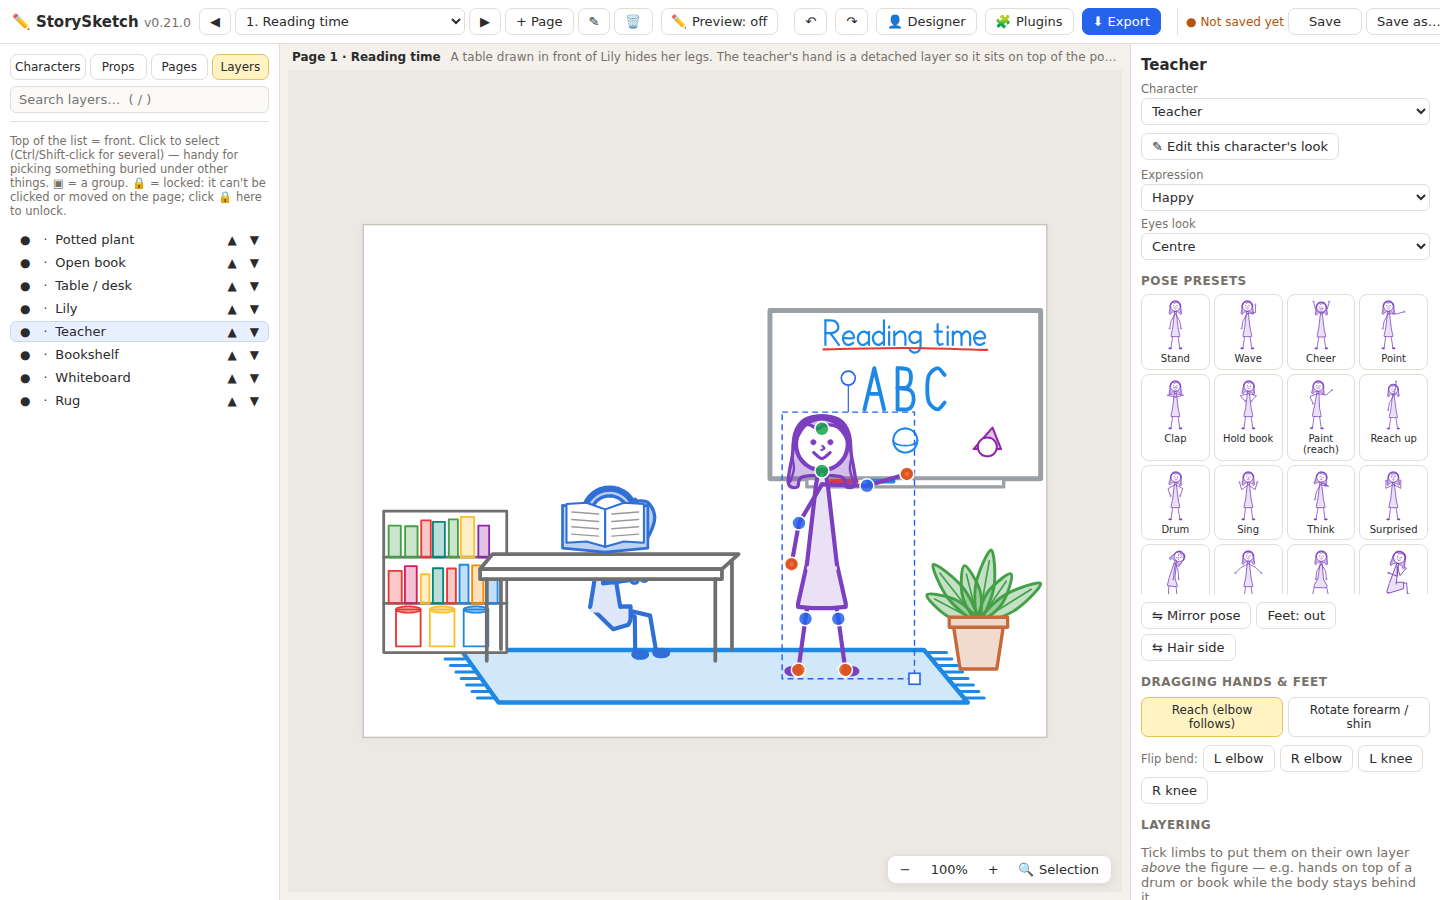 StorySketch v0.21.0
1. Reading time
+ Page
Preview: off
Designer
Plugins
Export
Not saved yet
Save
Save as...
Characters
Props
Pages
Layers
Search layers... ( / )
Top of the list = front. Click to select
(Ctrl/Shift-click for several) — handy for
picking something buried under other
things. ▣ = a group. 🔒 = locked: it can't be
clicked or moved on the page; click 🔒 here
to unlock.
Potted plant
Open book
Table / desk
Lily
Teacher
Bookshelf
Whiteboard
Rug
Page 1 · Reading time A table drawn in front of Lily hides her legs. The teacher's hand is a detached layer so it sits on top of the po...
Reading time
ABC
− 100% + Selection
Teacher
Character
Teacher
✎ Edit this character's look
Expression
Happy
Eyes look
Centre
POSE PRESETS
Stand
Wave
Cheer
Point
Clap
Hold book
Paint
(reach)
Reach up
Drum
Sing
Think
Surprised
⇋ Mirror pose
Feet: out
⇆ Hair side
DRAGGING HANDS & FEET
Reach (elbow
follows)
Rotate forearm /
shin
Flip bend:
L elbow
R elbow
L knee
R knee
LAYERING
Tick limbs to put them on their own layer
above the figure — e.g. hands on top of a
drum or book while the body stays behind
it.